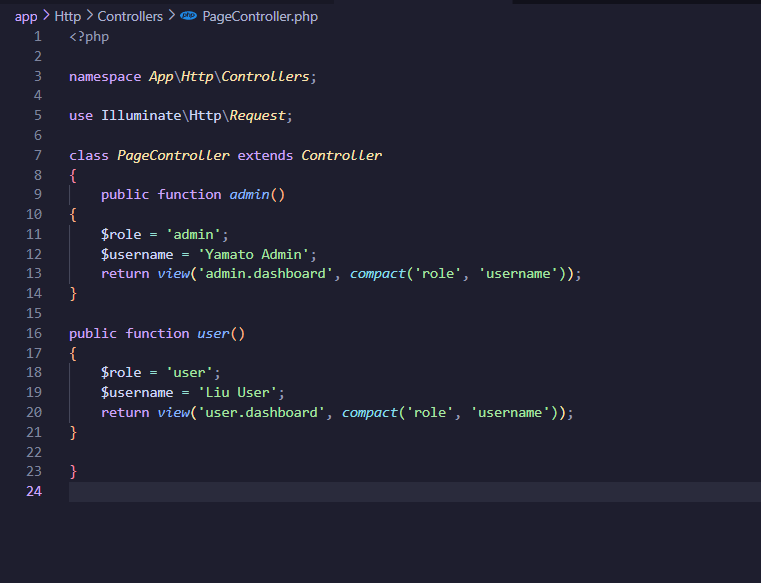 app > Http > Controllers > php PageController.php
1 <?php
2
3 namespace App\Http\Controllers;
4
5 use Illuminate\Http\Request;
6
7 class PageController extends Controller
8 {
9     public function admin()
10 {
11     $role = 'admin';
12     $username = 'Yamato Admin';
13     return view('admin.dashboard', compact('role', 'username'));
14 }
15
16 public function user()
17 {
18     $role = 'user';
19     $username = 'Liu User';
20     return view('user.dashboard', compact('role', 'username'));
21 }
22
23 }
24